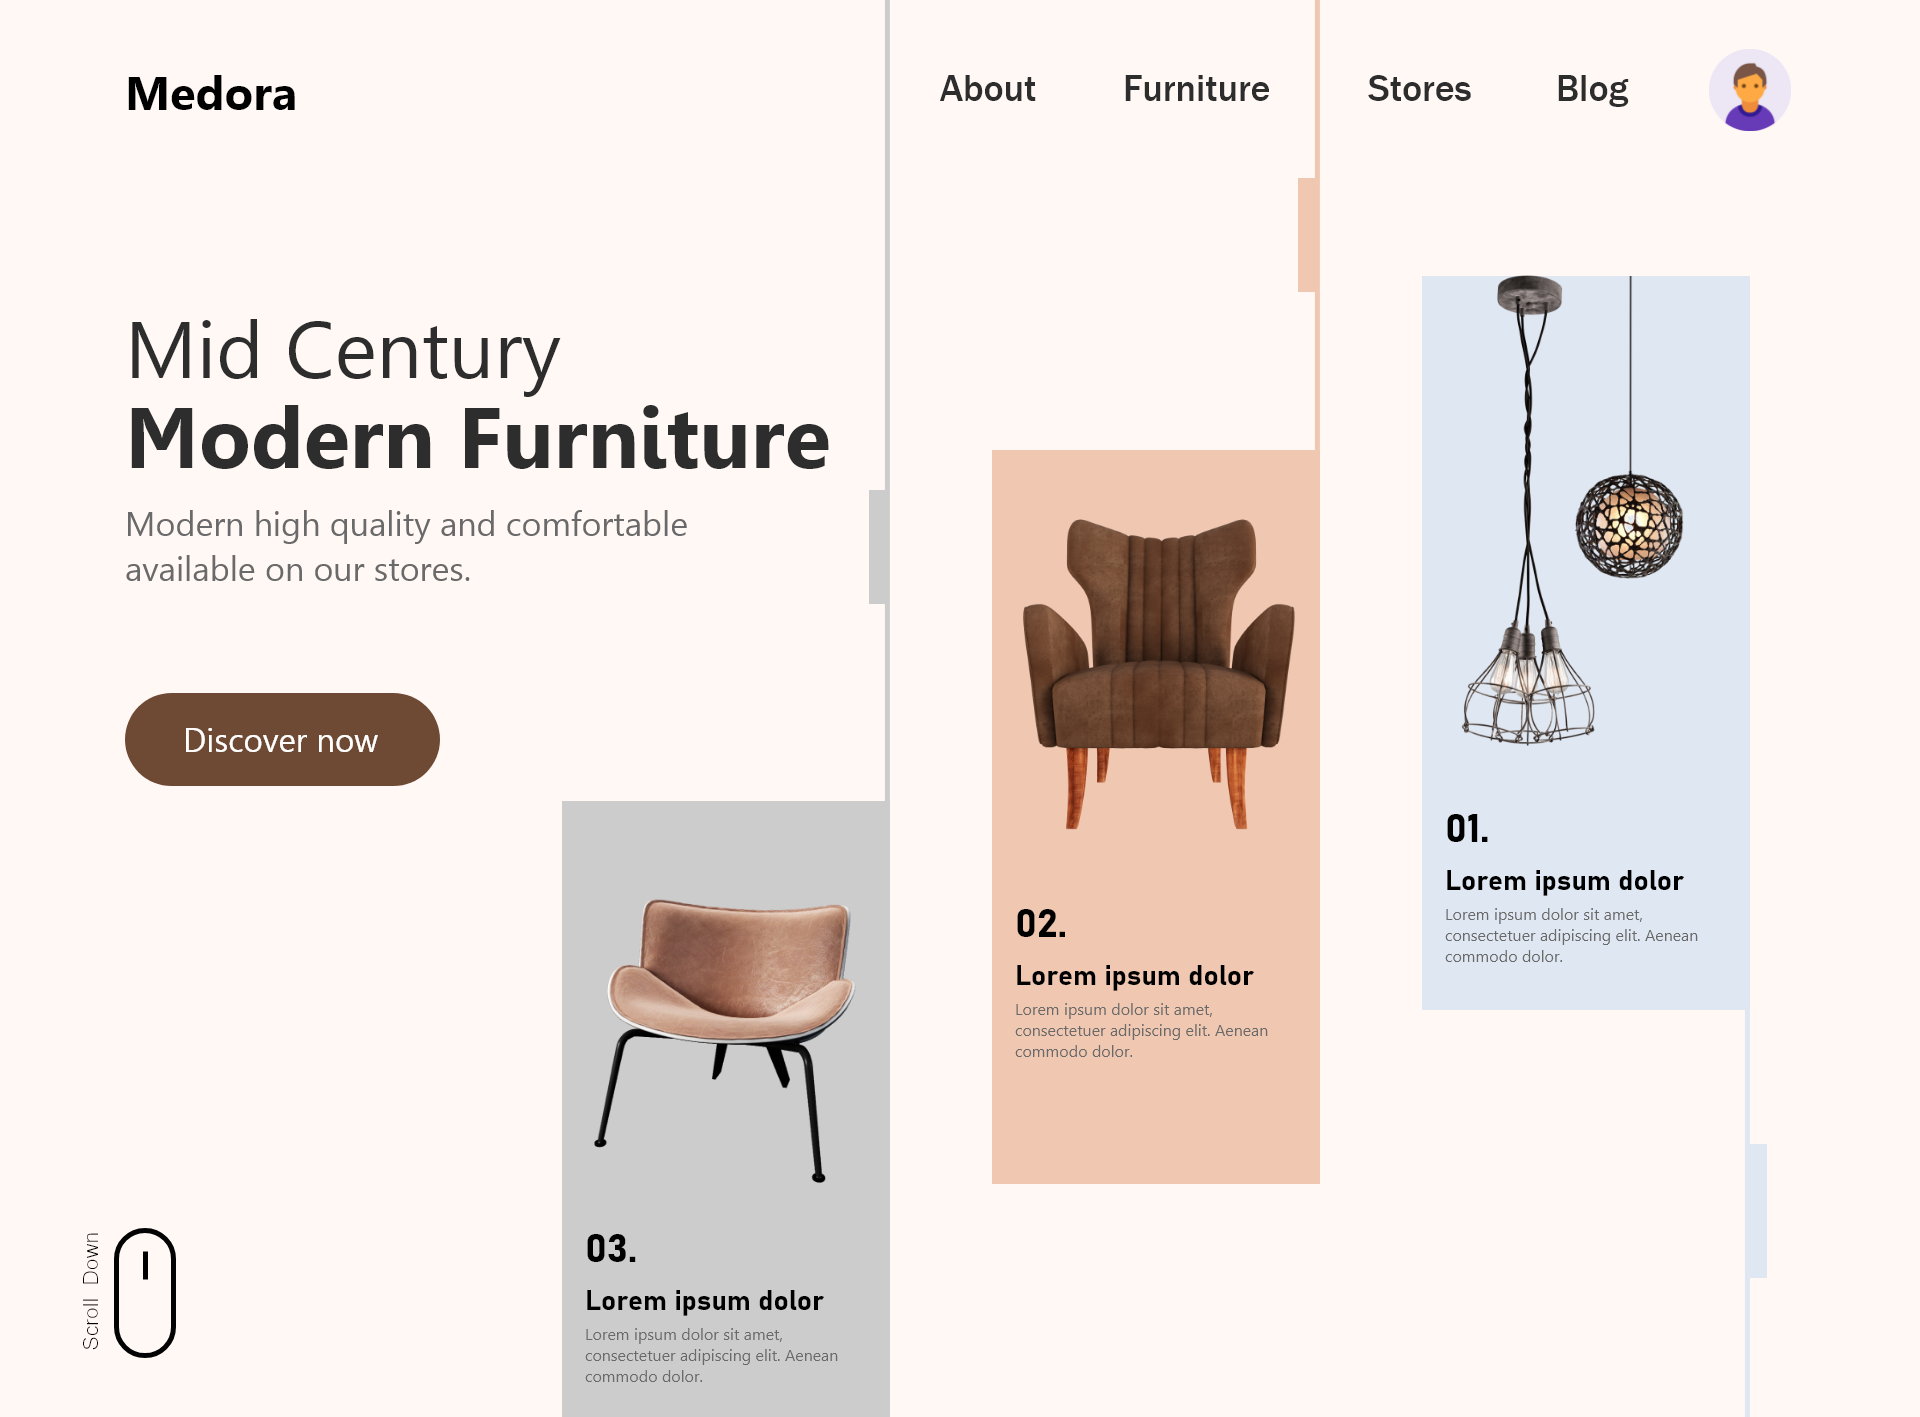 Medora
About
Furniture
Stores
Blog
Mid Century
Modern Furniture
Modern high quality and comfortable
available on our stores.
Discover now
01.
Lorem ipsum dolor
Lorem ipsum dolor sit amet,
consectetuer adipiscing elit. Aenean
commodo dolor.
02.
Lorem ipsum dolor
Lorem ipsum dolor sit amet,
consectetuer adipiscing elit. Aenean
commodo dolor.
03.
Lorem ipsum dolor
Lorem ipsum dolor sit amet,
consectetuer adipiscing elit. Aenean
commodo dolor.
Scroll Down